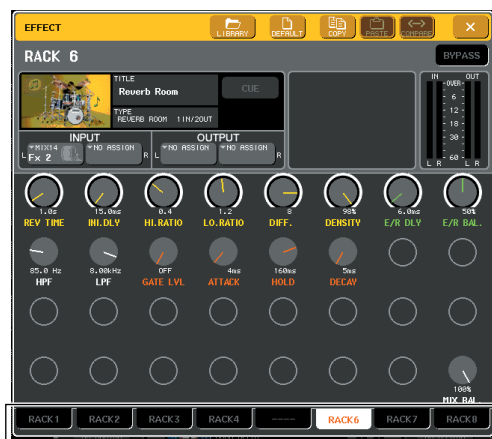 EFFECT
LIBRARY DEFAULT COPY PASTE COMPARE
RACK 6
BYPASS
TITLE
Reverb Room
CUE
TYPE
REVERB ROOM 1IN/2OUT
IN OUT
-OVER-
- 6 -
- 12 -
- 18 -
- 30 -
- 60 -
L R L R
INPUT OUTPUT
L MIX14 Fx 2 NO ASSIGN R L NO ASSIGN NO ASSIGN R
1.0s 15.0ms 0.4 1.2 8 98% 6.0ms 50%
REV TIME INI.DLY HI.RATIO LO.RATIO DIFF. DENSITY E/R DLY E/R BAL.
85.0 Hz 8.00kHz OFF 4ms 160ms 5ms
HPF LPF GATE LVL ATTACK HOLD DECAY
100%
MIX BAL.
RACK1 RACK2 RACK3 RACK4 ---- RACK6 RACK7 RACK8